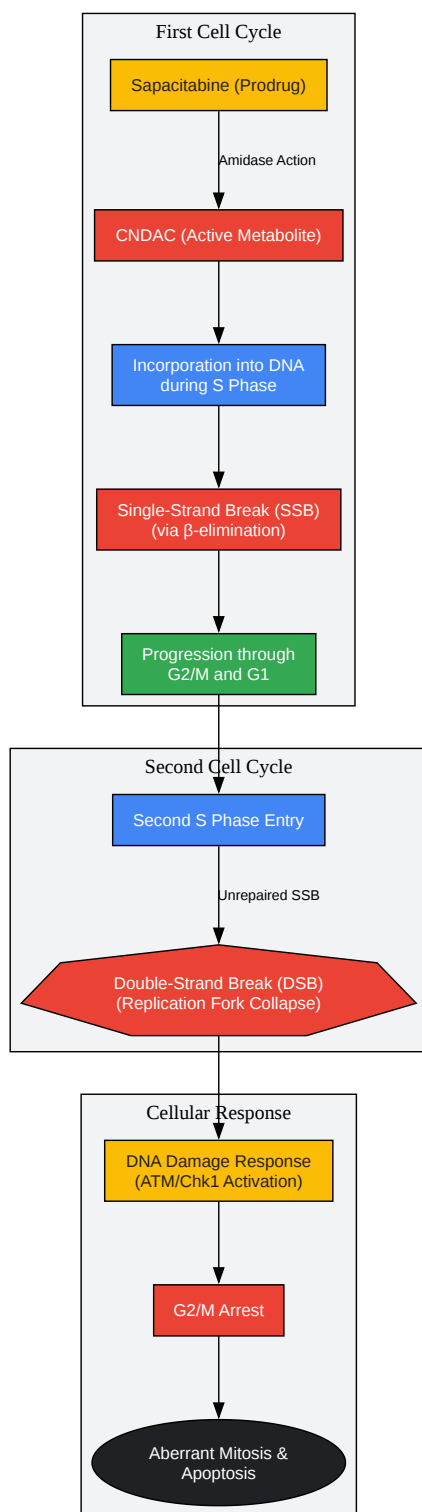 First Cell Cycle
Sapacitabine (Prodrug)
Amidase Action
CNDAC (Active Metabolite)
Incorporation into DNA
during S Phase
Single-Strand Break (SSB)
(via β-elimination)
Progression through
G2/M and G1
Second Cell Cycle
Second S Phase Entry
Unrepaired SSB
Double-Strand Break (DSB)
(Replication Fork Collapse)
Cellular Response
DNA Damage Response
(ATM/Chk1 Activation)
G2/M Arrest
Aberrant Mitosis &
Apoptosis